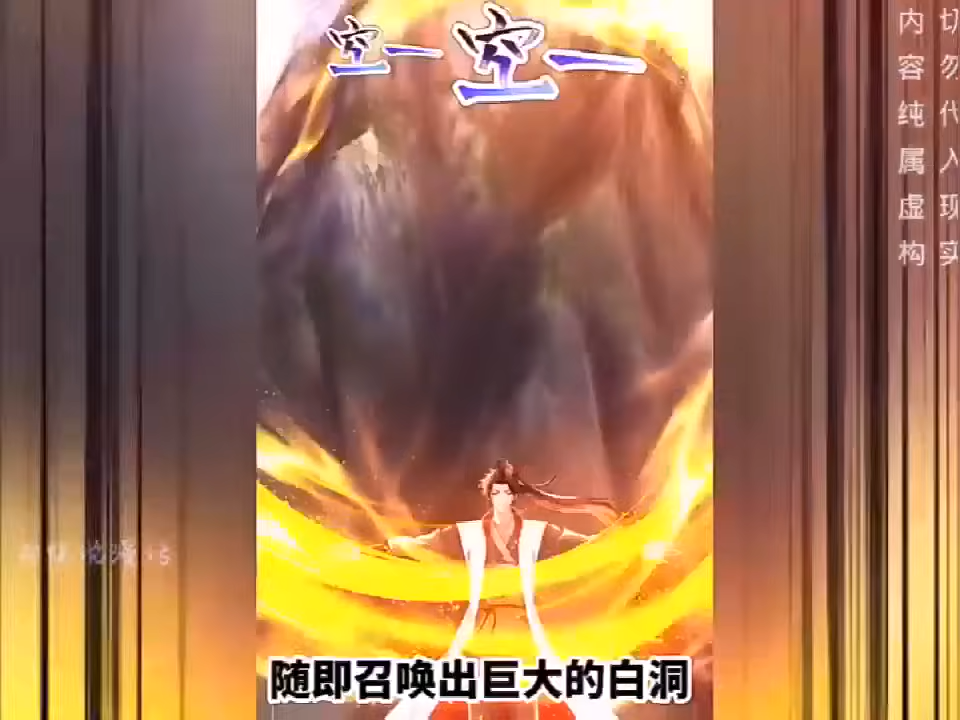 空一空一
内容纯属虚构
切勿代入现实
随即召唤出巨大的白洞